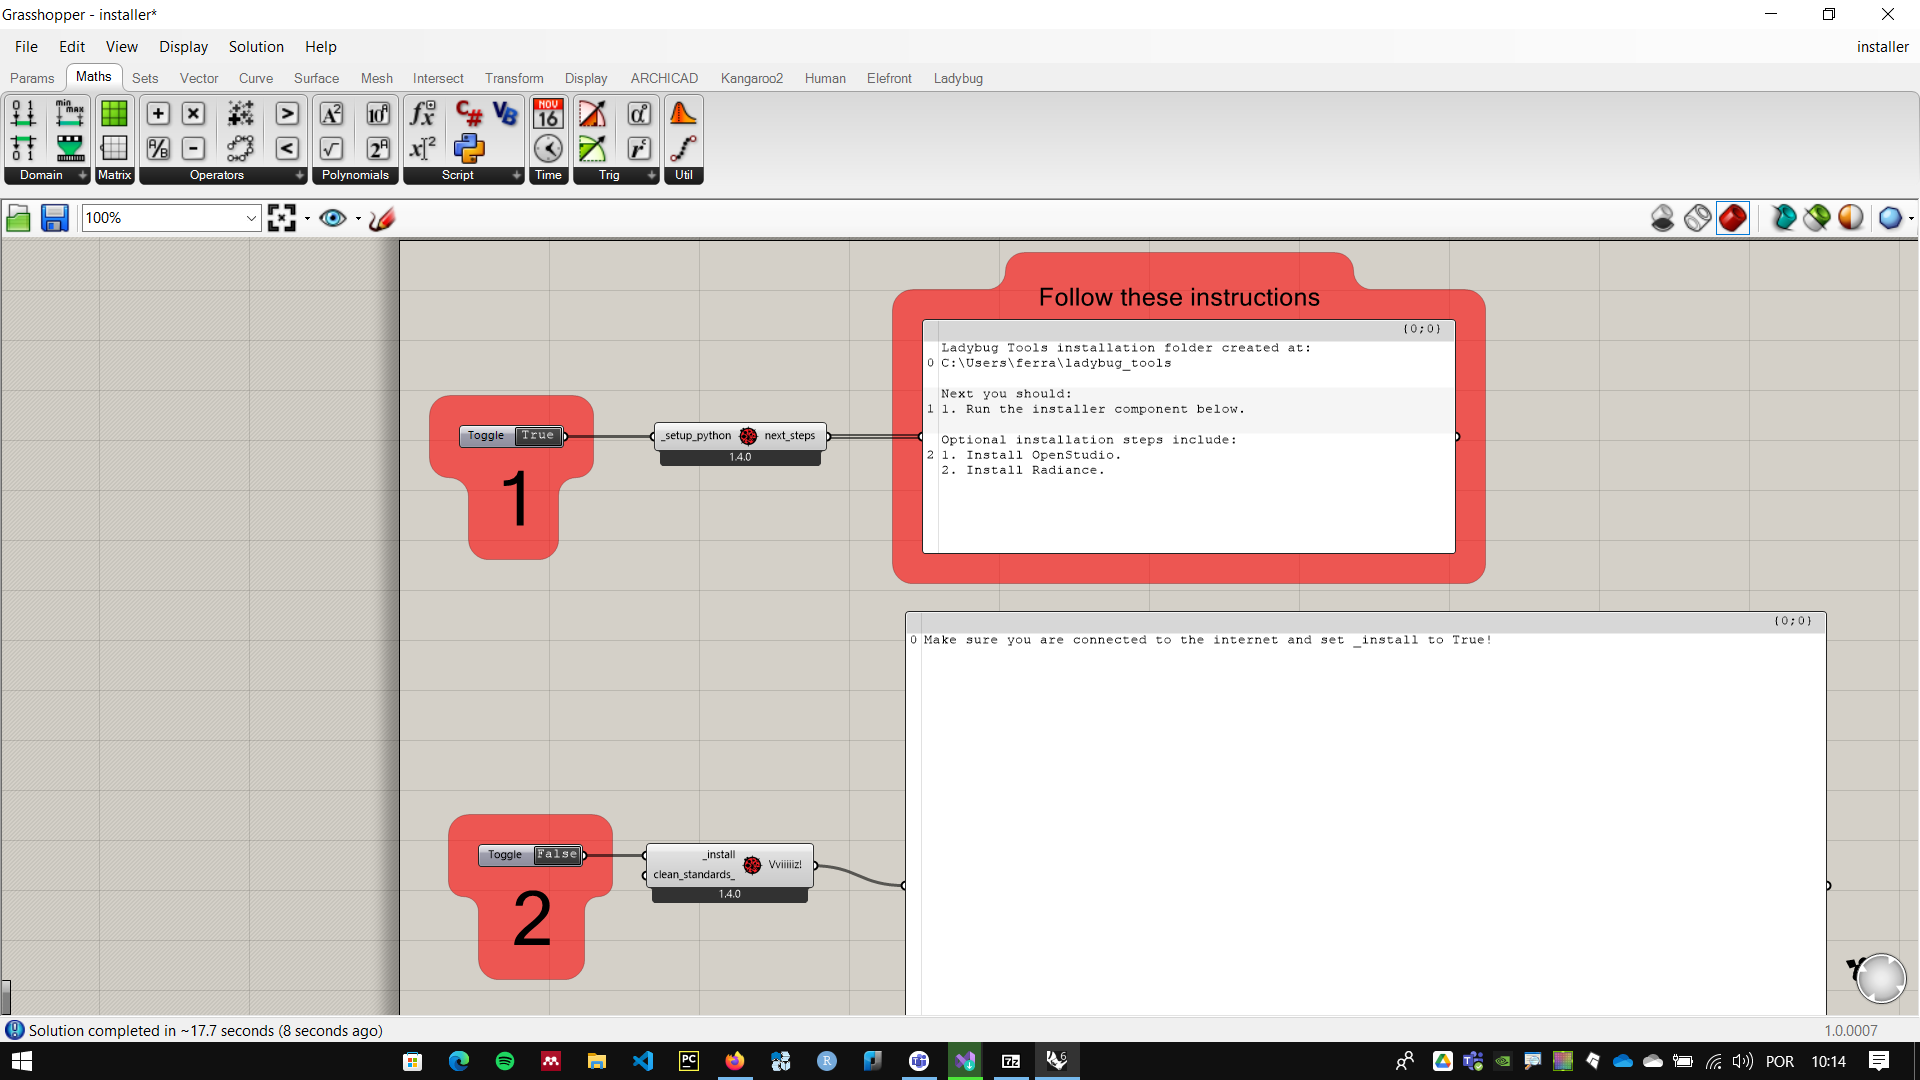 Grasshopper - installer*
File Edit View Display Solution Help installer
Params Maths Sets Vector Curve Surface Mesh Intersect Transform Display ARCHICAD Kangaroo2 Human Elefront Ladybug
Domain Matrix Operators Polynomials Script Time Trig Util
NOV 16
100%
Follow these instructions
{0;0}
Ladybug Tools installation folder created at:
0 C:\Users\ferra\ladybug_tools
Next you should:
1 1. Run the installer component below.
Optional installation steps include:
2 1. Install OpenStudio.
2. Install Radiance.
Toggle True
_setup_python next_steps
1.4.0
1
{0;0}
0 Make sure you are connected to the internet and set _install to True!
Toggle False
_install
clean_standards_
Vviiiiz!
1.4.0
2
Solution completed in ~17.7 seconds (8 seconds ago) 1.0.0007
POR 10:14